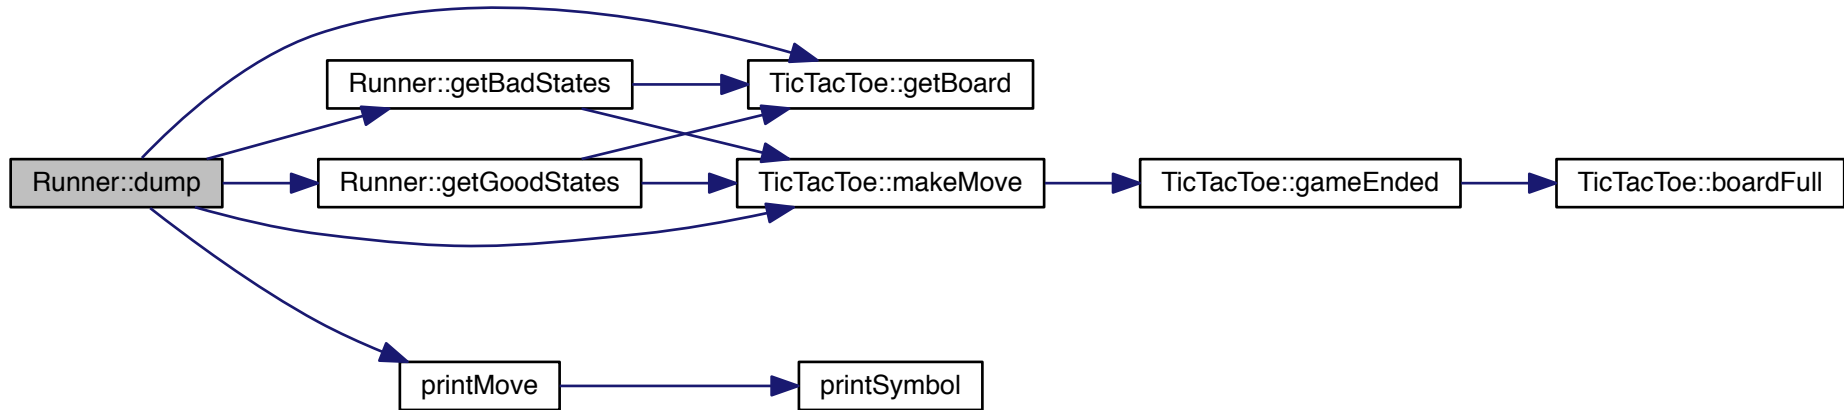 Runner::getBadStates
TicTacToe::getBoard
Runner::dump
Runner::getGoodStates
TicTacToe::makeMove
TicTacToe::gameEnded
TicTacToe::boardFull
printMove
printSymbol